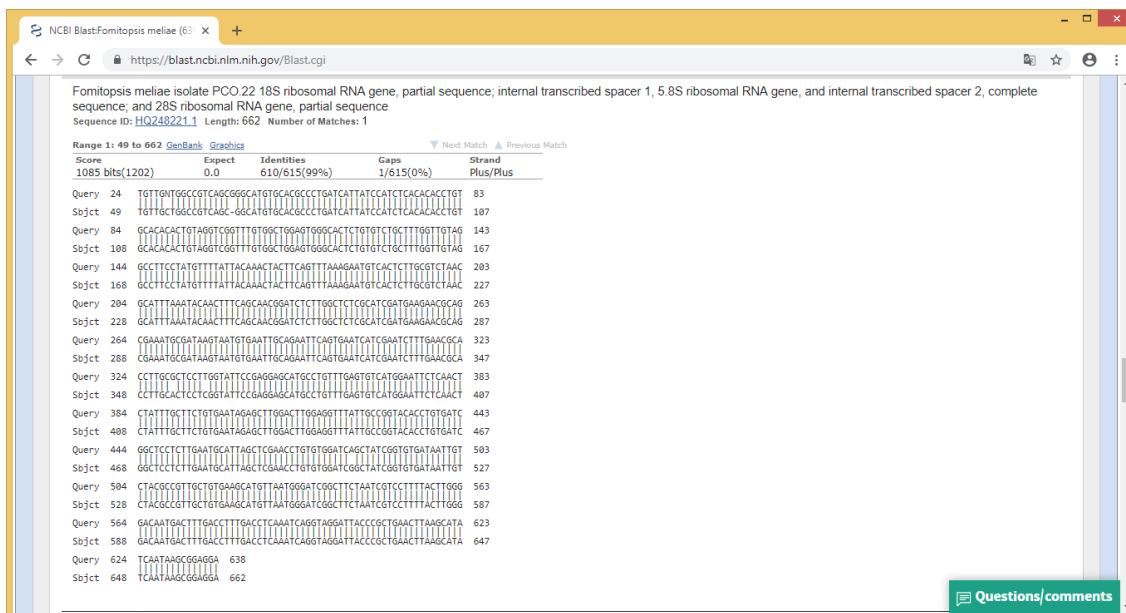 NCBI Blast:Fomitopsis meliae (63
https://blast.ncbi.nlm.nih.gov/Blast.cgi
Fomitopsis meliae isolate PCO.22 18S ribosomal RNA gene, partial sequence; internal transcribed spacer 1, 5.8S ribosomal RNA gene, and internal transcribed spacer 2, complete
sequence; and 28S ribosomal RNA gene, partial sequence
Sequence ID: HQ248221.1 Length: 662 Number of Matches: 1
Range 1: 49 to 662 GenBank Graphics Next Match Previous Match
Score Expect Identities Gaps Strand
1085 bits(1202) 0.0 610/615(99%) 1/615(0%) Plus/Plus
Query 24 TGTTGNTGGCCGTCAGCGGGCATGTGCACGCCCTGATCATTATCCATCTCACACACCTGT 83
Sbjct 49 TGTTGCTGGCCGTCAGC-GGCATGTGCACGCCCTGATCATTATCCATCTCACACACCTGT 107
Query 84 GCACACACTGTAGGTCGGTTTGTGGCTGGAGTGGGCACTCTGTGTCTGCTTTGGTTGTAG 143
Sbjct 108 GCACACACTGTAGGTCGGTTTGTGGCTGGAGTGGGCACTCTGTGTCTGCTTTGGTTGTAG 167
Query 144 GCCTTCCTATGTTTTATTACAAACTACTTCAGTTTAAAGAATGTCACTCTTGCGTCTAAC 203
Sbjct 168 GCCTTCCTATGTTTTATTACAAACTACTTCAGTTTAAAGAATGTCACTCTTGCGTCTAAC 227
Query 204 GCATTTAAATACAACTTTCAGCAACGGATCTCTTGGCTCTCGCATCGATGAAGAACGCAG 263
Sbjct 228 GCATTTAAATACAACTTTCAGCAACGGATCTCTTGGCTCTCGCATCGATGAAGAACGCAG 287
Query 264 CGAAATGCGATAAGTAATGTGAATTGCAGAATTCAGTGAATCATCGAATCTTTGAACGCA 323
Sbjct 288 CGAAATGCGATAAGTAATGTGAATTGCAGAATTCAGTGAATCATCGAATCTTTGAACGCA 347
Query 324 CCTTGCGCTCCTTGGTATTCCGAGGAGCATGCCTGTTTGAGTGTCATGGAATTCTCAACT 383
Sbjct 348 CCTTGCACTCCTCGGTATTCCGAGGAGCATGCCTGTTTGAGTGTCATGGAATTCTCAACT 407
Query 384 CTATTTGCTTCTGTGAATAGAGCTTGGACTTGGAGGTTTATTGCCGGTACACCTGTGATC 443
Sbjct 408 CTATTTGCTTCTGTGAATAGAGCTTGGACTTGGAGGTTTATTGCCGGTACACCTGTGATC 467
Query 444 GGCTCCTCTTGAATGCATTAGCTCGAACCTGTGTGGATCAGCTATCGGTGTGATAATTGT 503
Sbjct 468 GGCTCCTCTTGAATGCATTAGCTCGAACCTGTGTGGATCGGCTATCGGTGTGATAATTGT 527
Query 504 CTACGCCGTTGCTGTGAAGCATGTTAATGGGATCGGCTTCTAATCGTCCTTTTACTTGGG 563
Sbjct 528 CTACGCCGTTGCTGTGAAGCATGTTAATGGGATCGGCTTCTAATCGTCCTTTTACTTGGG 587
Query 564 GACAATGACTTTGACCTTTGACCTCAAATCAGGTAGGATTACCCGCTGAACTTAAGCATA 623
Sbjct 588 GACAATGACTTTGACCTTTGACCTCAAATCAGGTAGGATTACCCGCTGAACTTAAGCATA 647
Query 624 TCAATAAGCGGAGGA 638
Sbjct 648 TCAATAAGCGGAGGA 662
Questions/comments